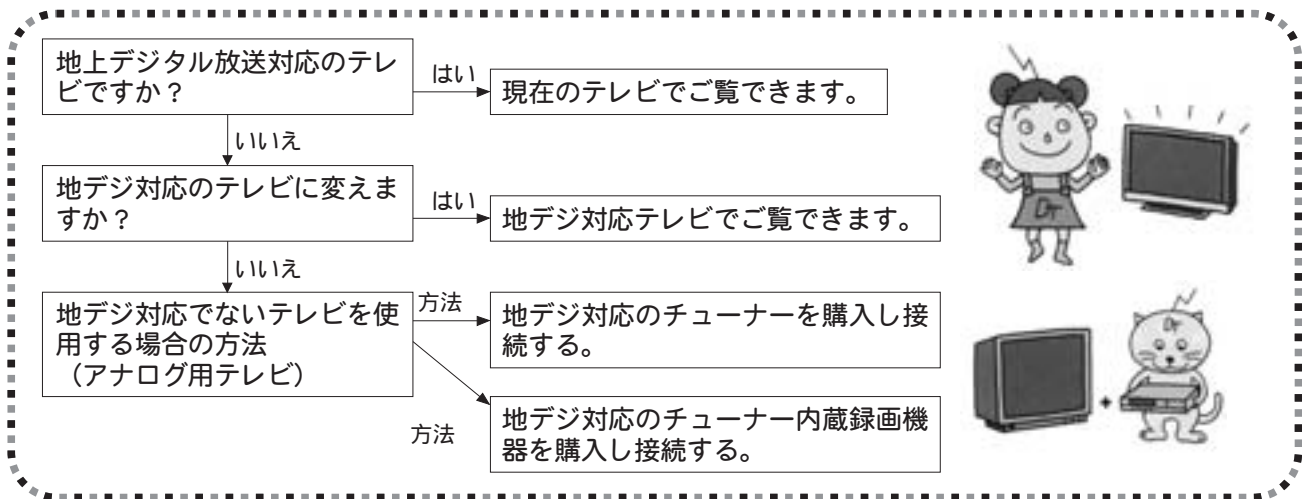 地上デジタル放送対応のテレ
ビですか？
はい
現在のテレビでご覧できます。
いいえ
地デジ対応のテレビに変えま
すか？
はい
地デジ対応テレビでご覧できます。
いいえ
地デジ対応でないテレビを使
用する場合の方法
（アナログ用テレビ）
方法
地デジ対応のチューナーを購入し接
続する。
方法
地デジ対応のチューナー内蔵録画機
器を購入し接続する。
DT
DT
+